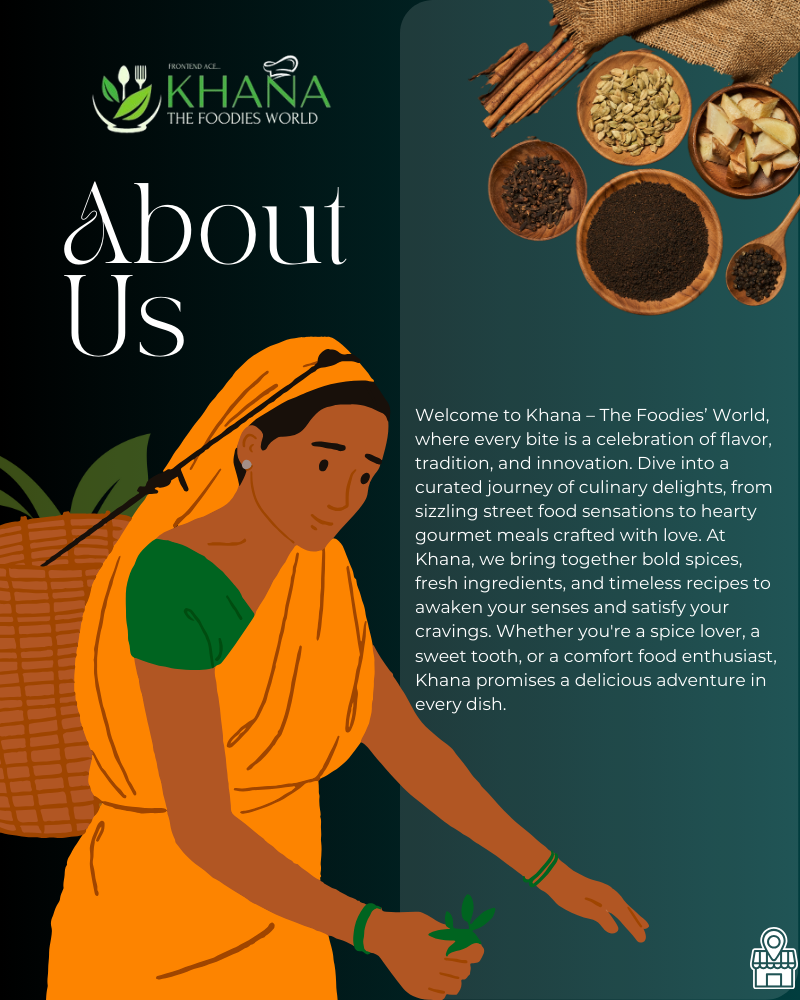 FRONTEND ACE...
KHANA
THE FOODIES WORLD
About
Us
Welcome to Khana – The Foodies’ World,
where every bite is a celebration of flavor,
tradition, and innovation. Dive into a
curated journey of culinary delights, from
sizzling street food sensations to hearty
gourmet meals crafted with love. At
Khana, we bring together bold spices,
fresh ingredients, and timeless recipes to
awaken your senses and satisfy your
cravings. Whether you're a spice lover, a
sweet tooth, or a comfort food enthusiast,
Khana promises a delicious adventure in
every dish.